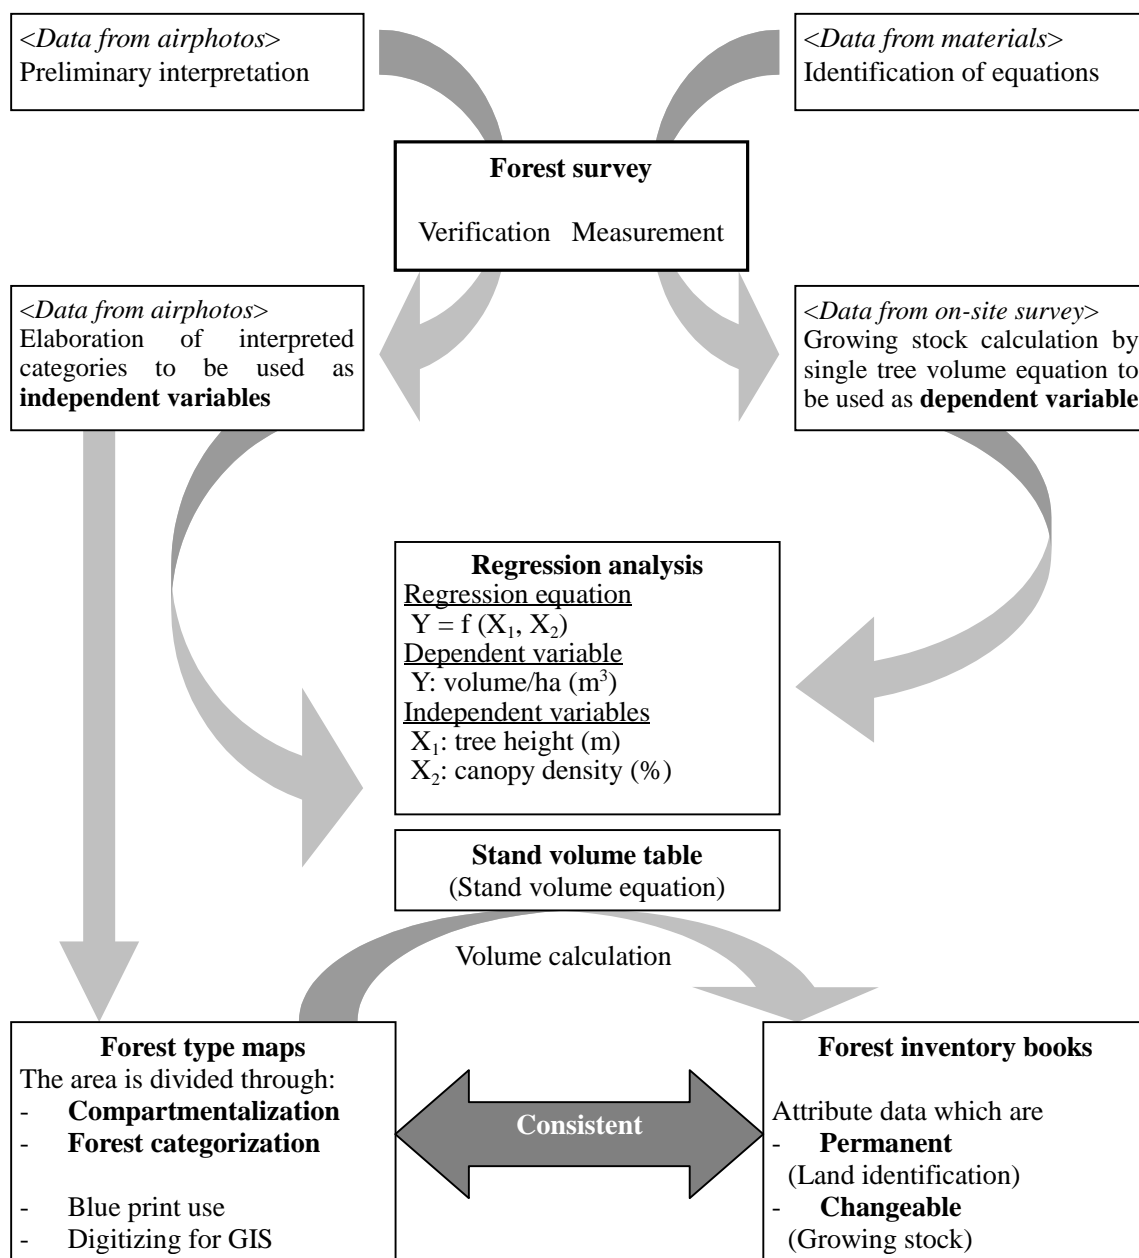 <Data from airphotos>
Preliminary interpretation
<Data from materials>
Identification of equations
Forest survey
Verification Measurement
<Data from airphotos>
Elaboration of interpreted
categories to be used as
independent variables
<Data from on-site survey>
Growing stock calculation by
single tree volume equation to
be used as dependent variable
Regression analysis
Regression equation
Y = f (X₁, X₂)
Dependent variable
Y: volume/ha (m³)
Independent variables
X₁: tree height (m)
X₂: canopy density (%)
Stand volume table
(Stand volume equation)
Volume calculation
Forest type maps
The area is divided through:
- Compartmentalization
- Forest categorization
- Blue print use
- Digitizing for GIS
Consistent
Forest inventory books
Attribute data which are
- Permanent
(Land identification)
- Changeable
(Growing stock)